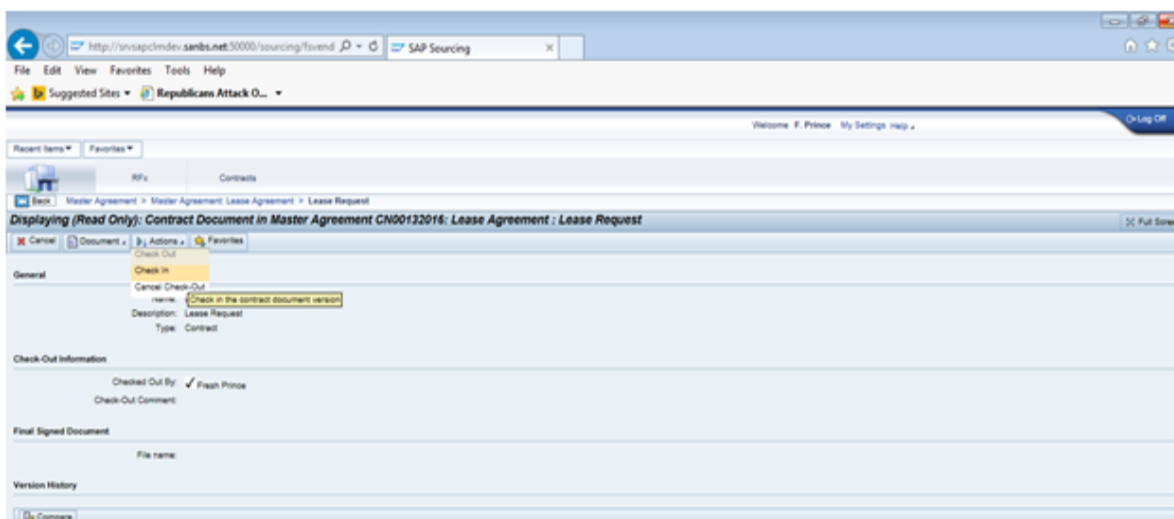 http://srvsapclmdev.sanbs.net:50000/sourcing/fsvend SAP Sourcing
File Edit View Favorites Tools Help
Suggested Sites Republicans Attack O...
Welcome F. Prince My Settings Help Log Off
Recent Items Favorites
RFx Contracts
Back Master Agreement > Master Agreement: Lease Agreement > Lease Request
Displaying (Read Only): Contract Document in Master Agreement CN00132016: Lease Agreement : Lease Request Full Scree
Cancel Document Actions Favorites
Check Out
Check In
General
Cancel Check-Out
Name: Check in the contract document version
Description: Lease Request
Type: Contract
Check-Out Information
Checked Out By: Fresh Prince
Check-Out Comment:
Final Signed Document
File name:
Version History
Compare